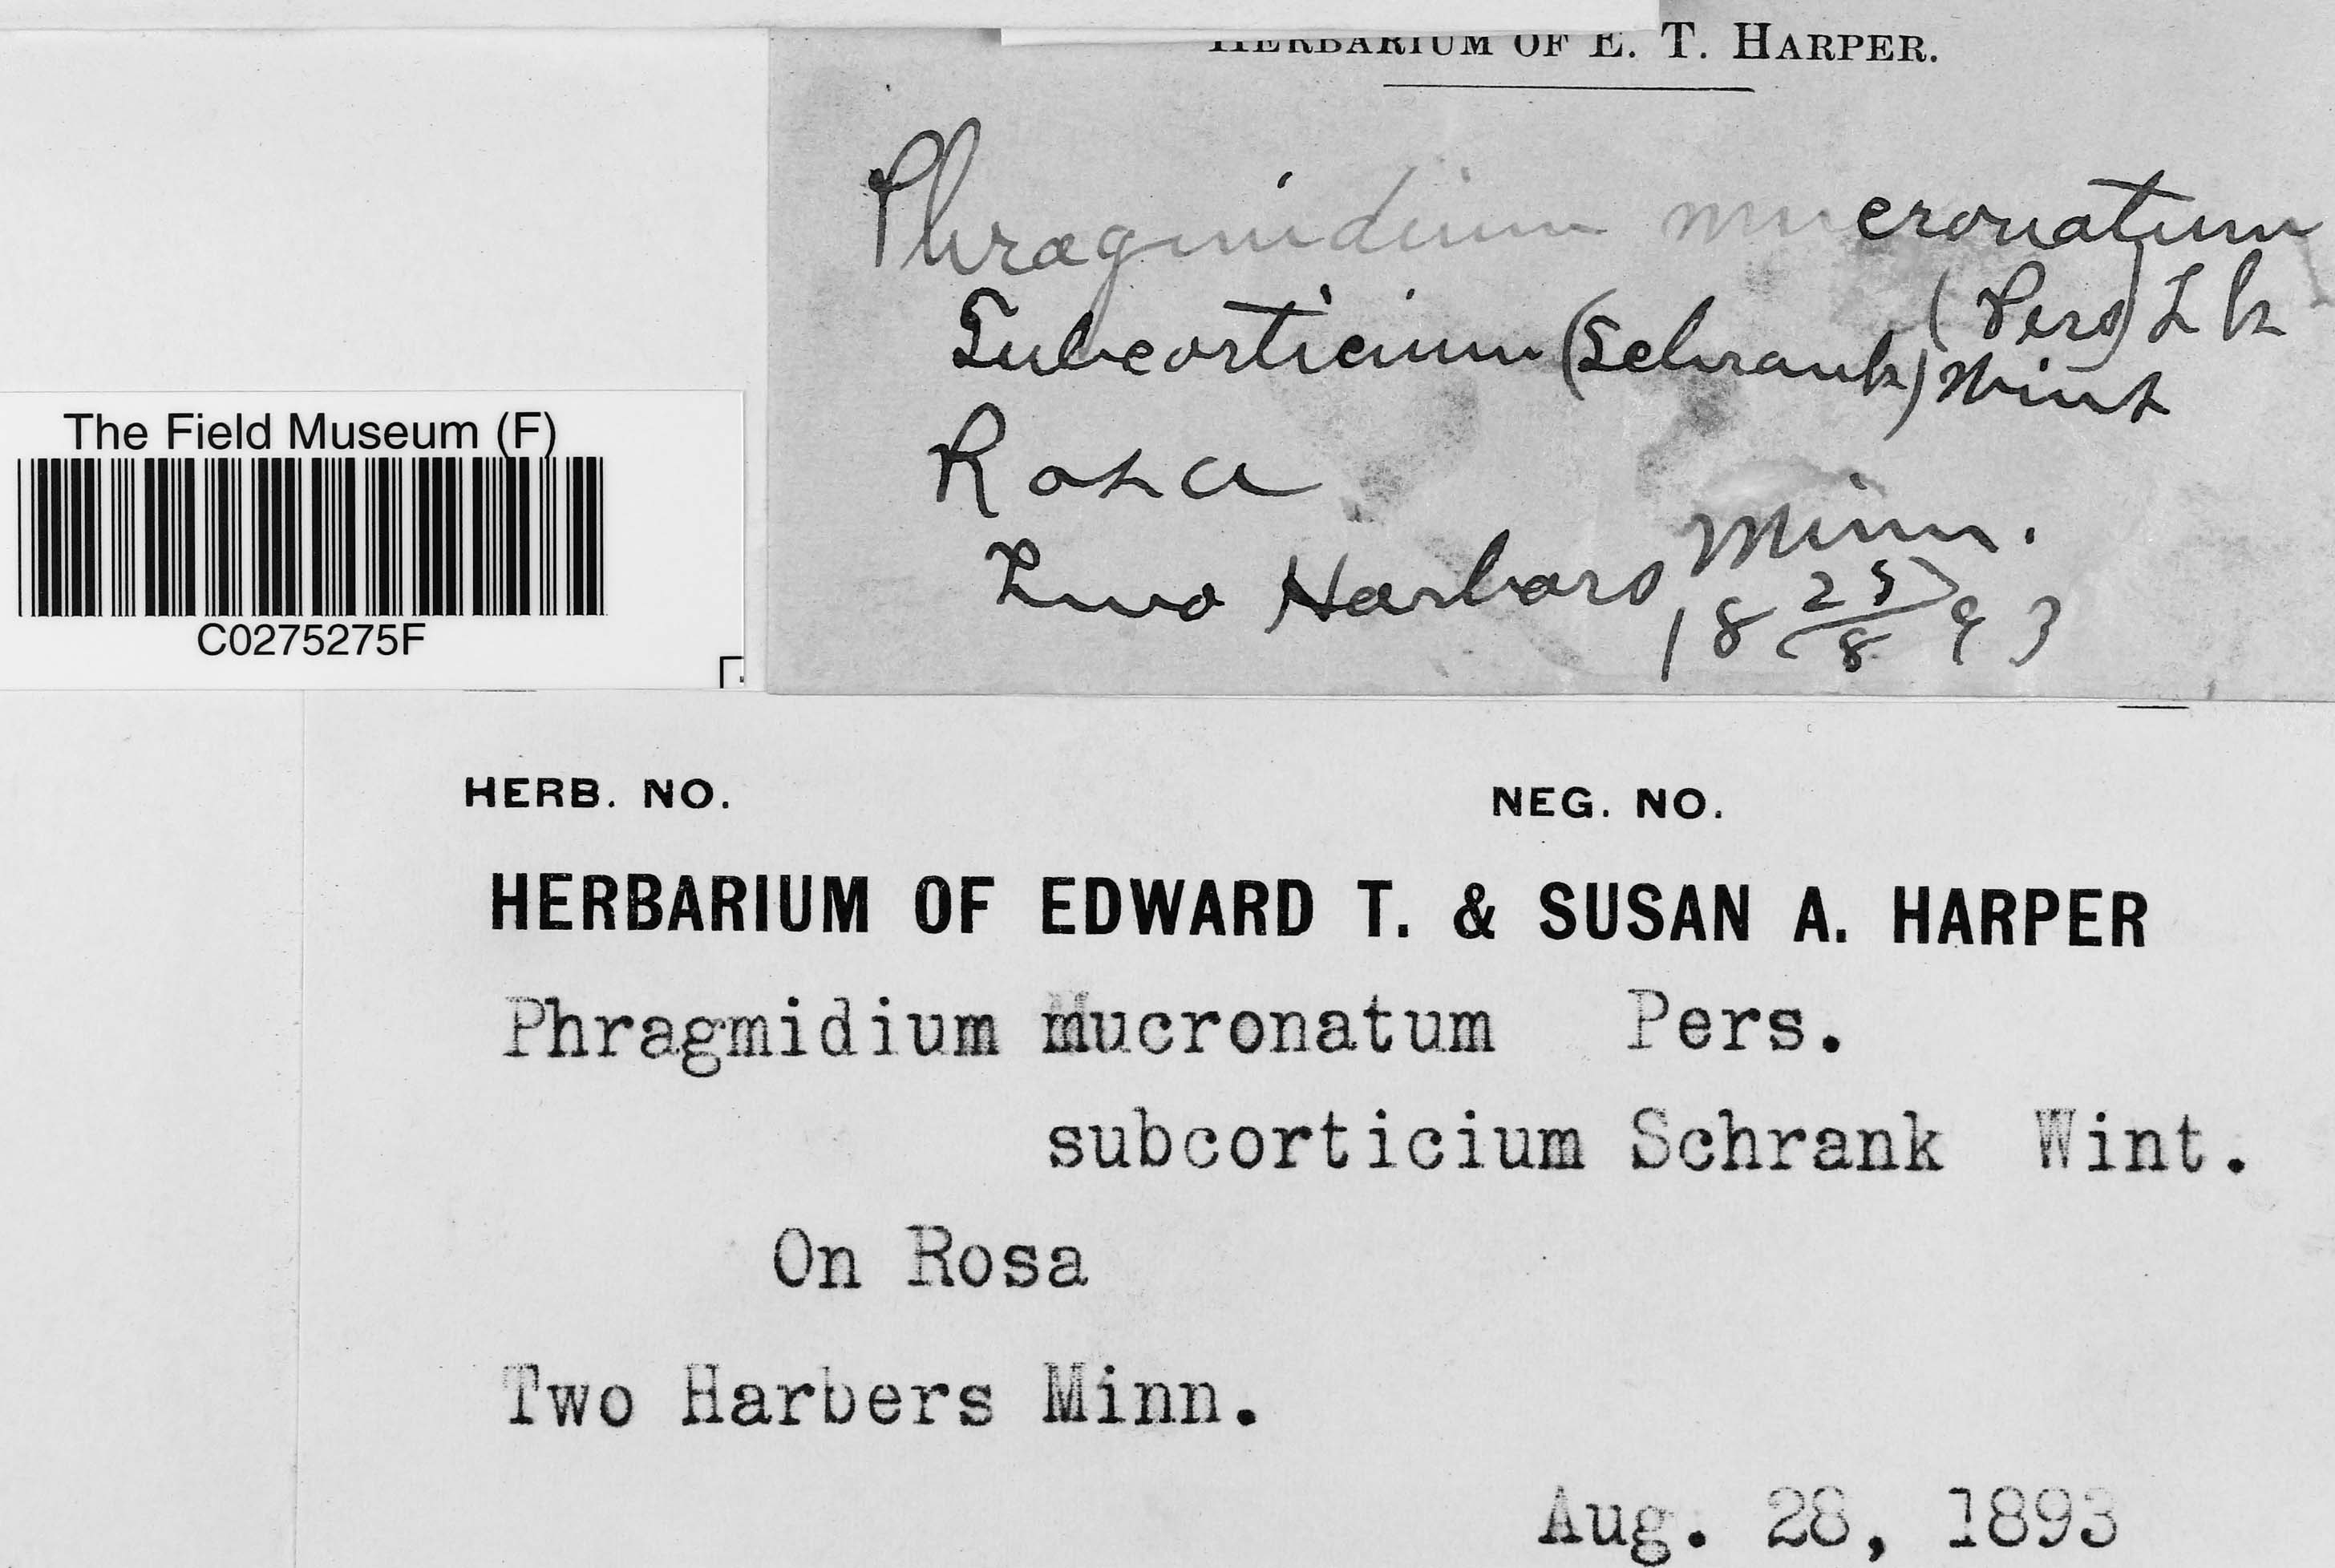 HERBARIUM OF E. T. HARPER.
Phragmidium mucronatum
(Pers) Lk
Subcorticium (Schrank) Wint
Rosa
Two Harbors Minn.
18 25/8 93
The Field Museum (F)
C0275275F
HERB. NO. NEG. NO.
HERBARIUM OF EDWARD T. & SUSAN A. HARPER
Phragmidium mucronatum Pers.
subcorticium Schrank Wint.
On Rosa
Two Harbers Minn.
Aug. 28, 1893